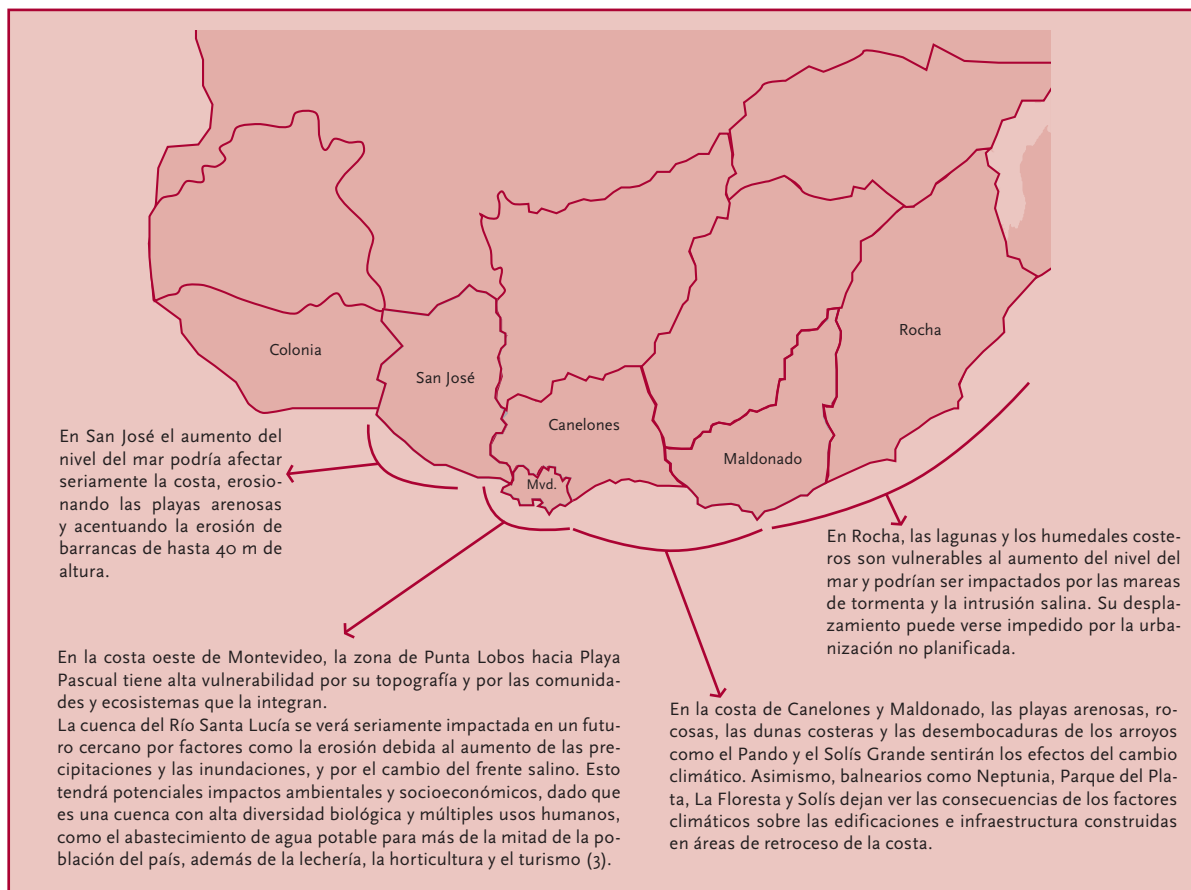 Colonia
San José
Canelones
Mvd.
Maldonado
Rocha
En San José el aumento del
nivel del mar podría afectar
seriamente la costa, erosio-
nando las playas arenosas
y acentuando la erosión de
barrancas de hasta 40 m de
altura.
En la costa oeste de Montevideo, la zona de Punta Lobos hacia Playa
Pascual tiene alta vulnerabilidad por su topografía y por las comunida-
des y ecosistemas que la integran.
La cuenca del Río Santa Lucía se verá seriamente impactada en un futu-
ro cercano por factores como la erosión debida al aumento de las pre-
cipitaciones y las inundaciones, y por el cambio del frente salino. Esto
tendrá potenciales impactos ambientales y socioeconómicos, dado que
es una cuenca con alta diversidad biológica y múltiples usos humanos,
como el abastecimiento de agua potable para más de la mitad de la po-
blación del país, además de la lechería, la horticultura y el turismo (3).
En la costa de Canelones y Maldonado, las playas arenosas, ro-
cosas, las dunas costeras y las desembocaduras de los arroyos
como el Pando y el Solís Grande sentirán los efectos del cambio
climático. Asimismo, balnearios como Neptunia, Parque del Pla-
ta, La Floresta y Solís dejan ver las consecuencias de los factores
climáticos sobre las edificaciones e infraestructura construidas
en áreas de retroceso de la costa.
En Rocha, las lagunas y los humedales coste-
ros son vulnerables al aumento del nivel del
mar y podrían ser impactados por las mareas
de tormenta y la intrusión salina. Su despla-
zamiento puede verse impedido por la urba-
nización no planificada.